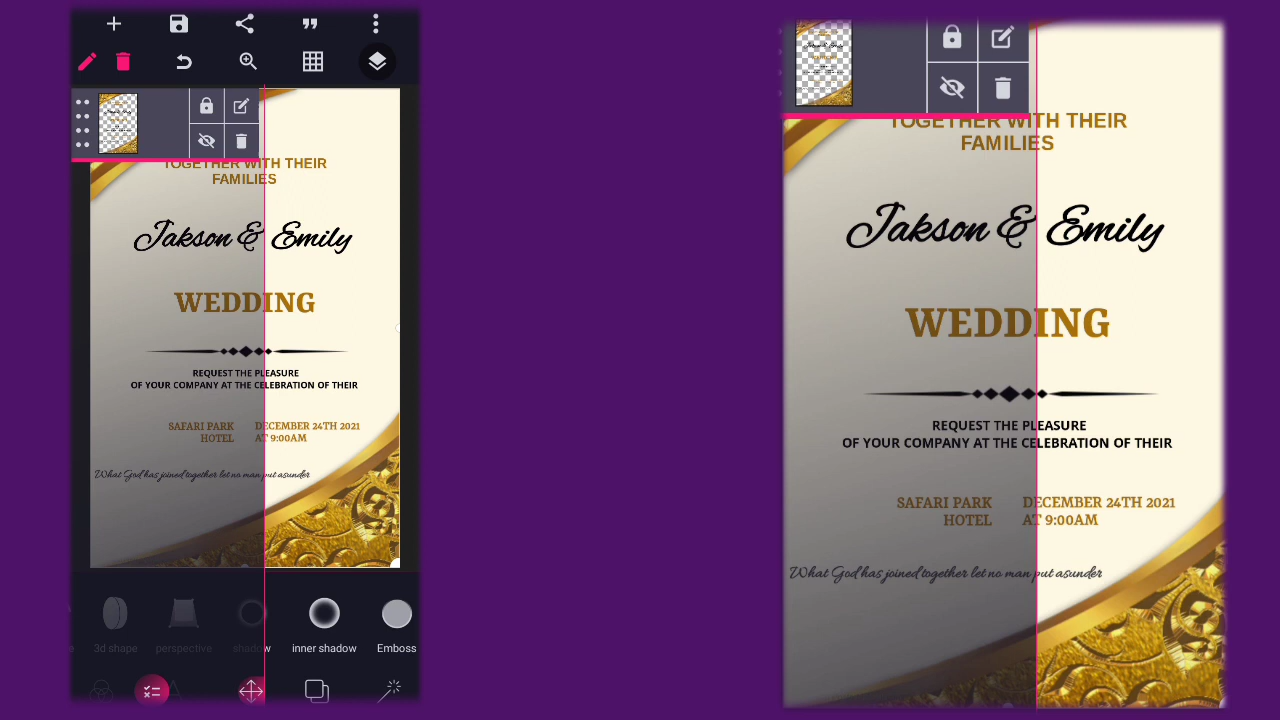 TOGETHER WITH THEIR
FAMILIES
Jakson & Emily
WEDDING
REQUEST THE PLEASURE
OF YOUR COMPANY AT THE CELEBRATION OF THEIR
SAFARI PARK
HOTEL
DECEMBER 24TH 2021
AT 9:00AM
What God has joined together let no man put asunder
3d shape
perspective
shadow
inner shadow
Emboss
TOGETHER WITH THEIR
FAMILIES
Jakson & Emily
WEDDING
REQUEST THE PLEASURE
OF YOUR COMPANY AT THE CELEBRATION OF THEIR
SAFARI PARK
HOTEL
DECEMBER 24TH 2021
AT 9:00AM
What God has joined together let no man put asunder